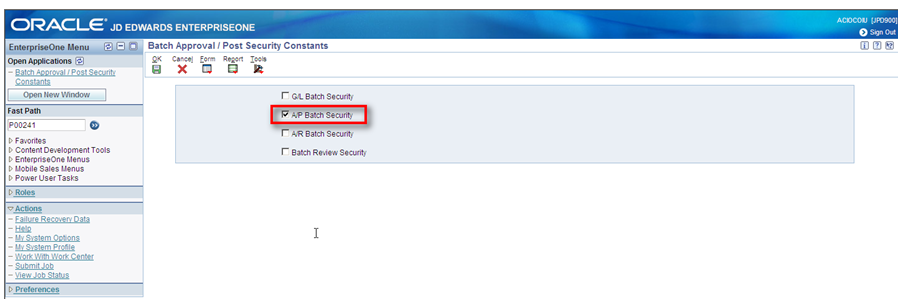 ORACLE® JD EDWARDS ENTERPRISEONE
ACIOCOIU [JPD900]
Sign Out
EnterpriseOne Menu
Open Applications
Batch Approval / Post Security
Constants
Open New Window
Fast Path
P00241
Favorites
Content Development Tools
EnterpriseOne Menus
Mobile Sales Menus
Power User Tasks
Roles
Actions
Failure Recovery Data
Help
My System Options
My System Profile
Work With Work Center
Submit Job
View Job Status
Preferences
Batch Approval / Post Security Constants
OK Cancel Form Report Tools
G/L Batch Security
A/P Batch Security
A/R Batch Security
Batch Review Security